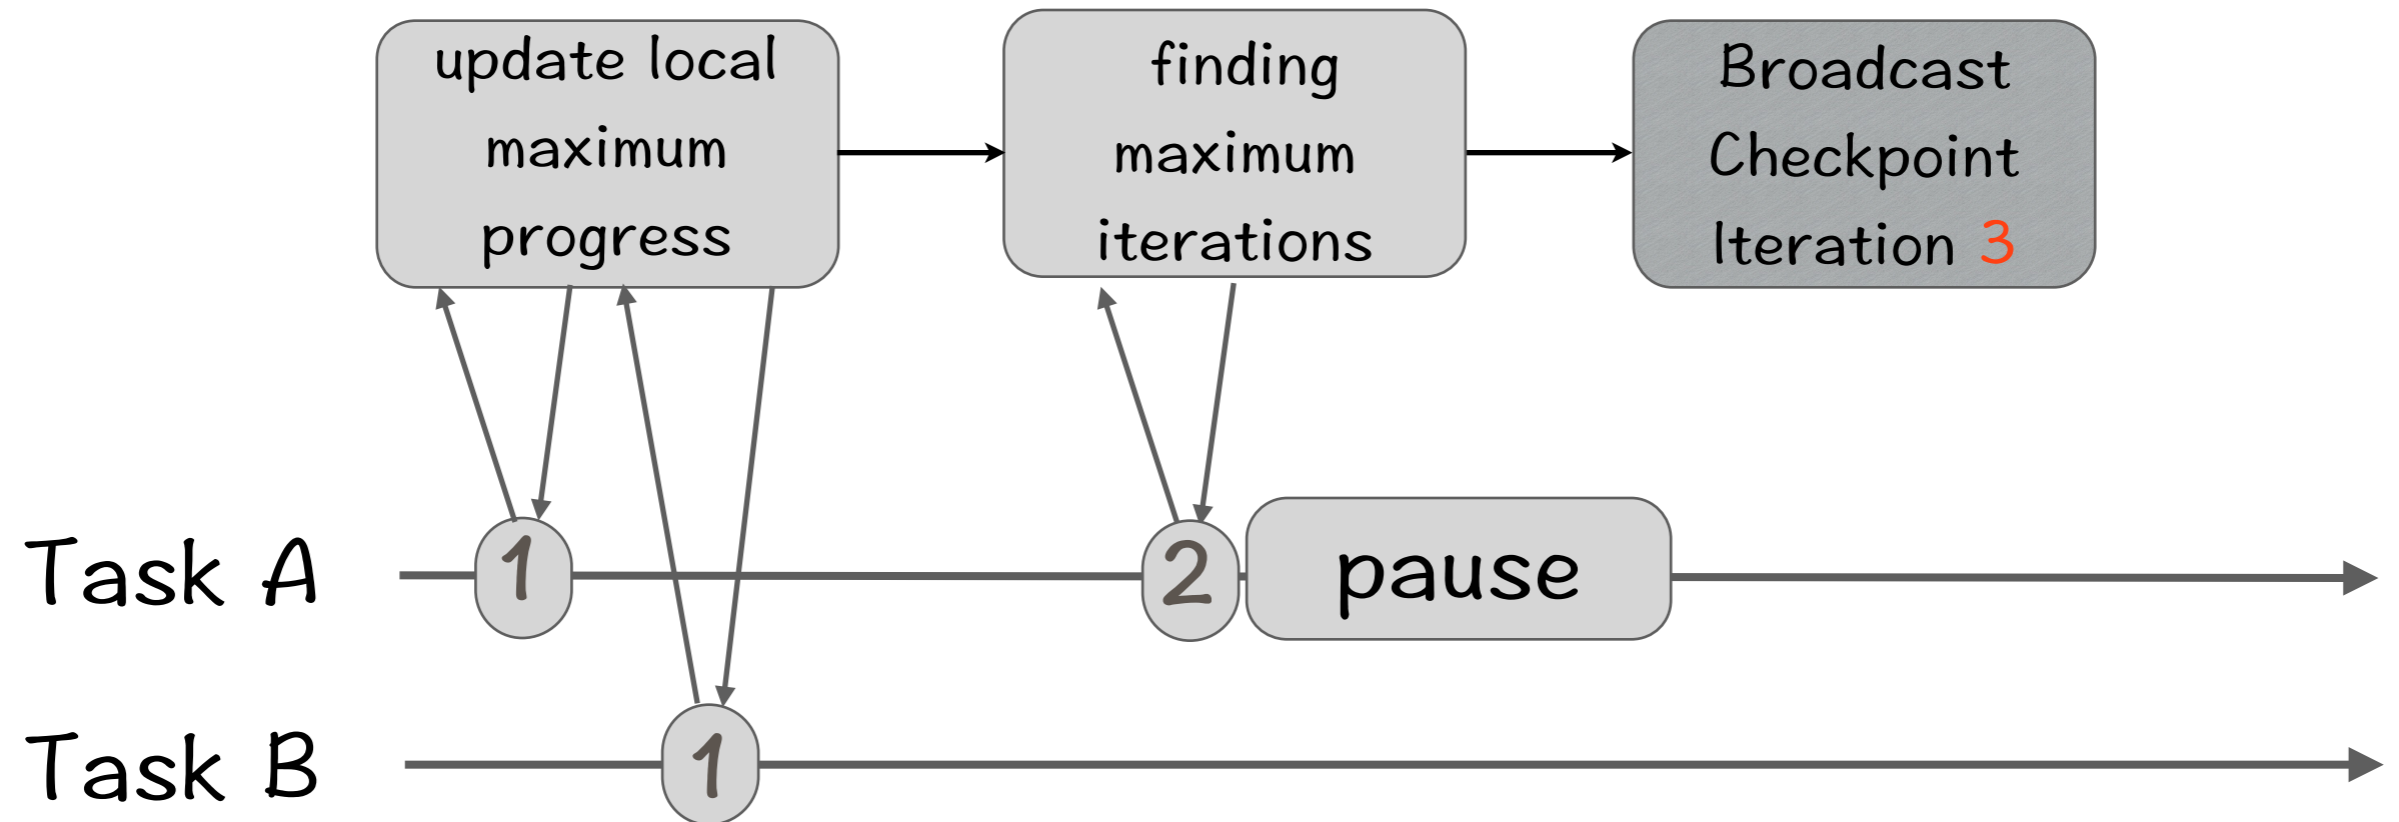 update local
maximum
progress
finding
maximum
iterations
Broadcast
Checkpoint
Iteration 3
Task A
1
2
pause
Task B
1